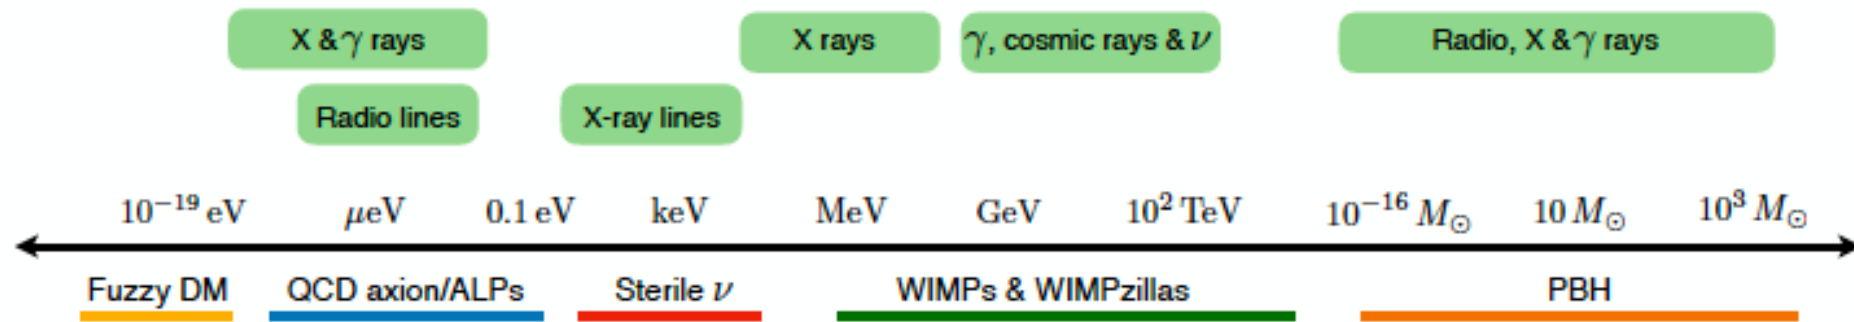 X & γ rays
X rays
γ, cosmic rays & ν
Radio, X & γ rays
Radio lines
X-ray lines
10⁻¹⁹ eV
μeV
0.1 eV
keV
MeV
GeV
10² TeV
10⁻¹⁶ M⊙
10 M⊙
10³ M⊙
Fuzzy DM
QCD axion/ALPs
Sterile ν
WIMPs & WIMPzillas
PBH